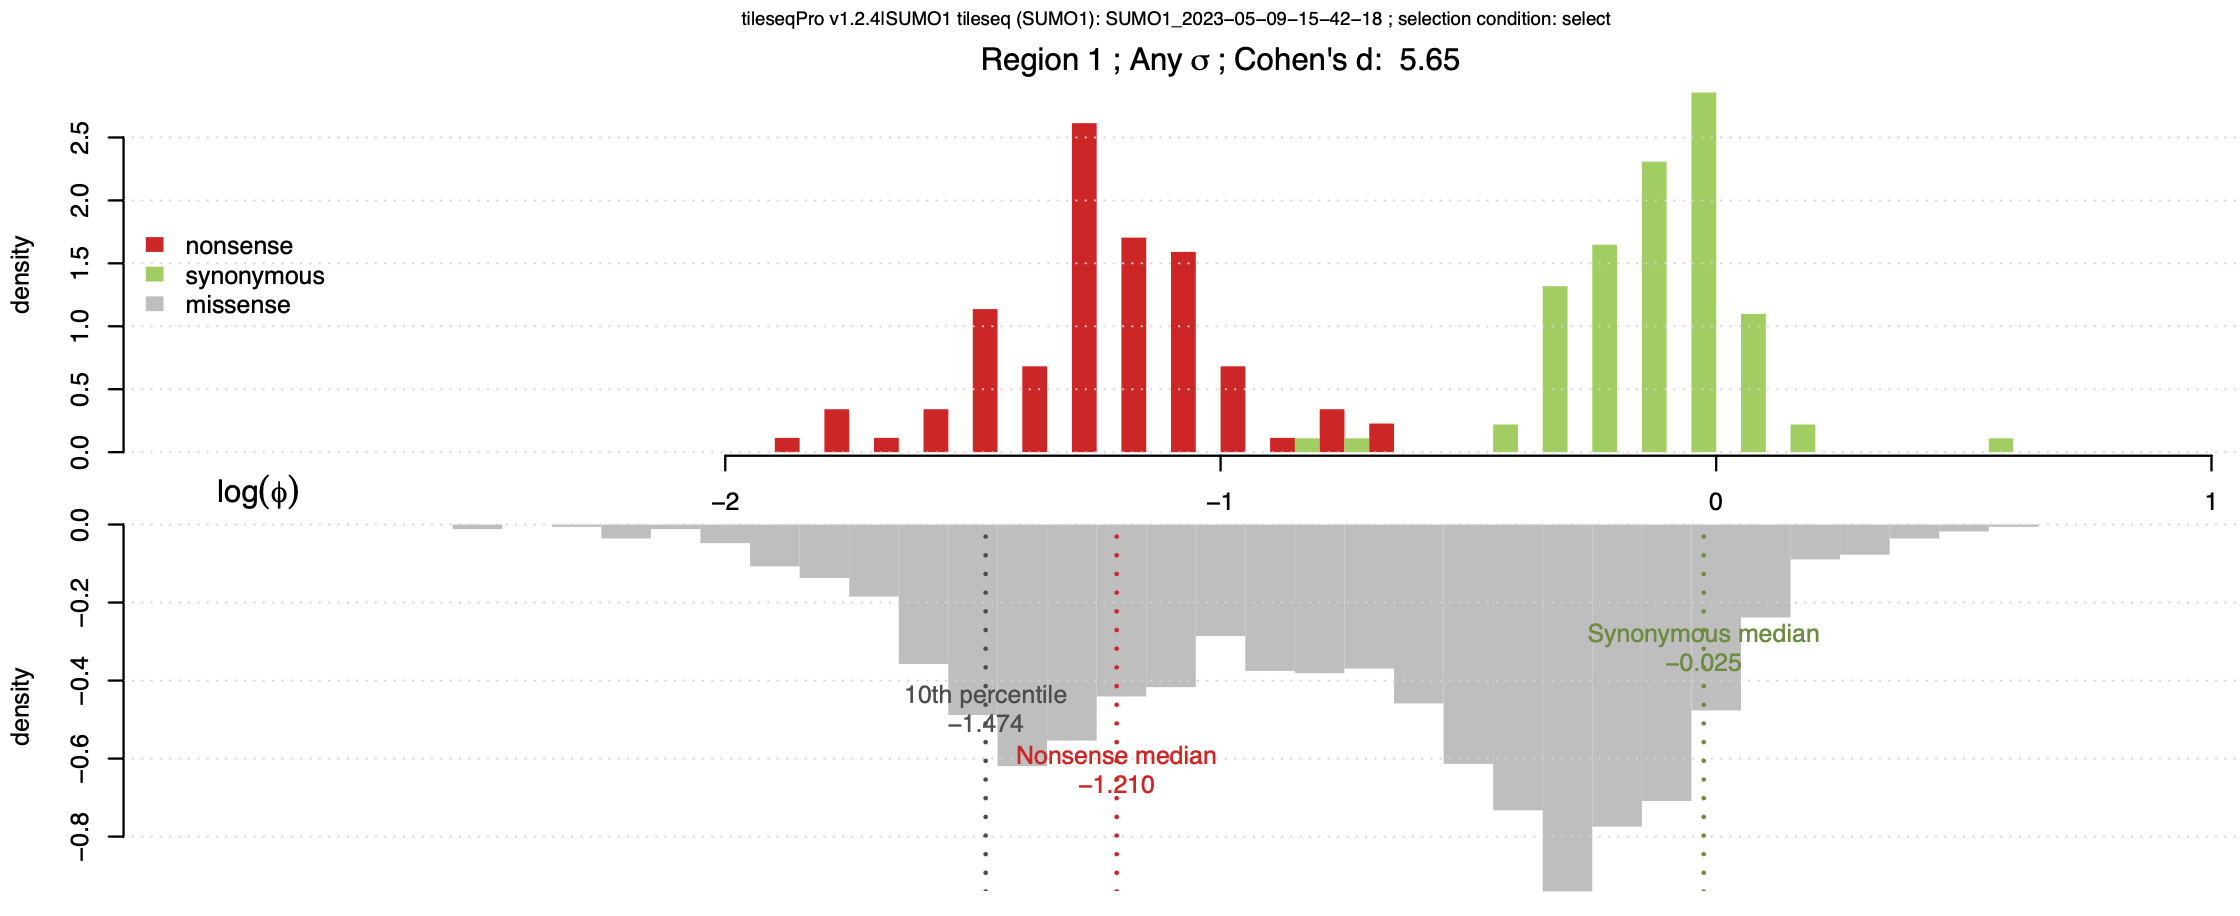 tileseqPro v1.2.4|SUMO1 tileseq (SUMO1): SUMO1_2023−05−09−15−42−18 ; selection condition: select
Region 1 ; Any σ ; Cohen's d:  5.65
density
2.5
2.0
1.5
1.0
0.5
0.0
nonsense
synonymous
missense
log(ϕ)
−2
−1
0
1
density
0.0
−0.2
−0.4
−0.6
−0.8
Synonymous median
−0.025
10th percentile
−1.474
Nonsense median
−1.210